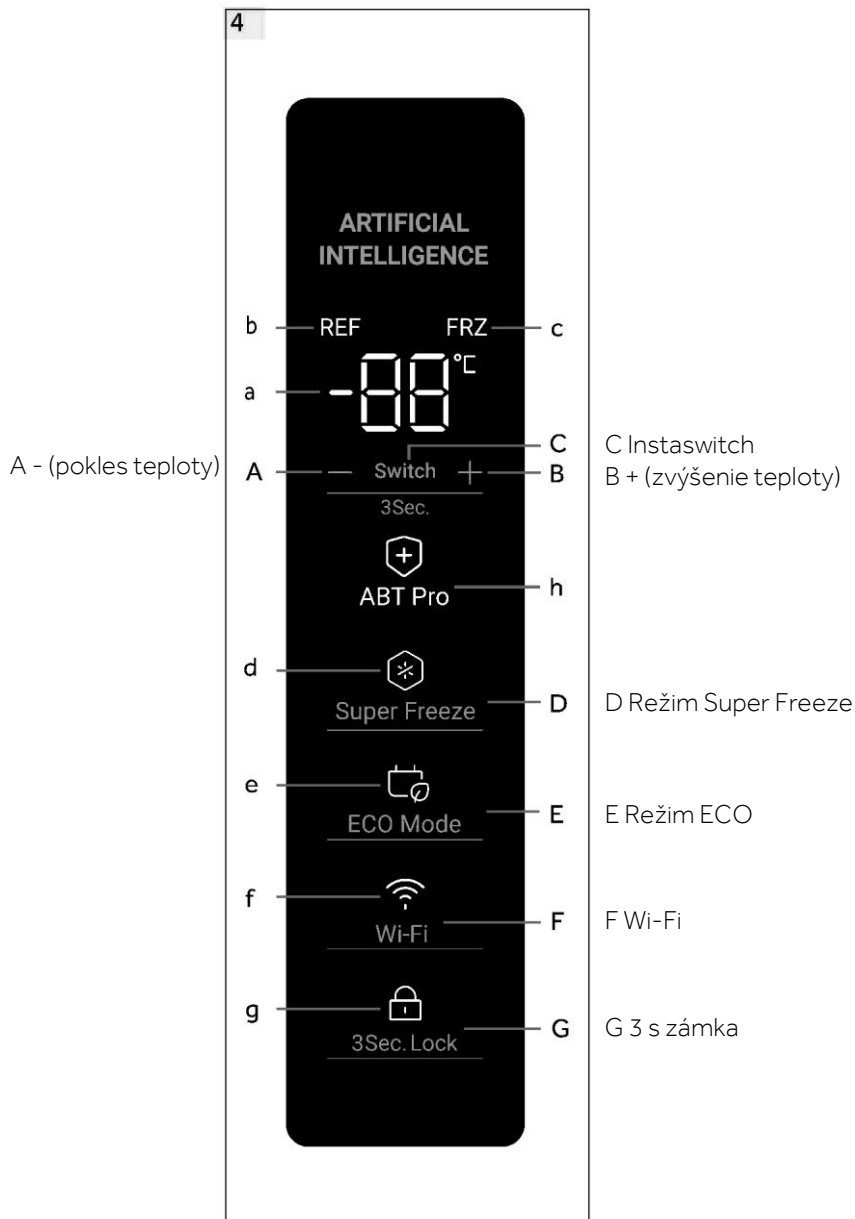 4
ARTIFICIAL
INTELLIGENCE
b REF FRZ c
a -88 °C
C C Instaswitch
A - (pokles teploty) A − Switch + B B + (zvýšenie teploty)
3Sec.
ABT Pro h
d
Super Freeze D D Režim Super Freeze
e
ECO Mode E E Režim ECO
f
Wi-Fi F F Wi-Fi
g
3Sec. Lock G G 3 s zámka